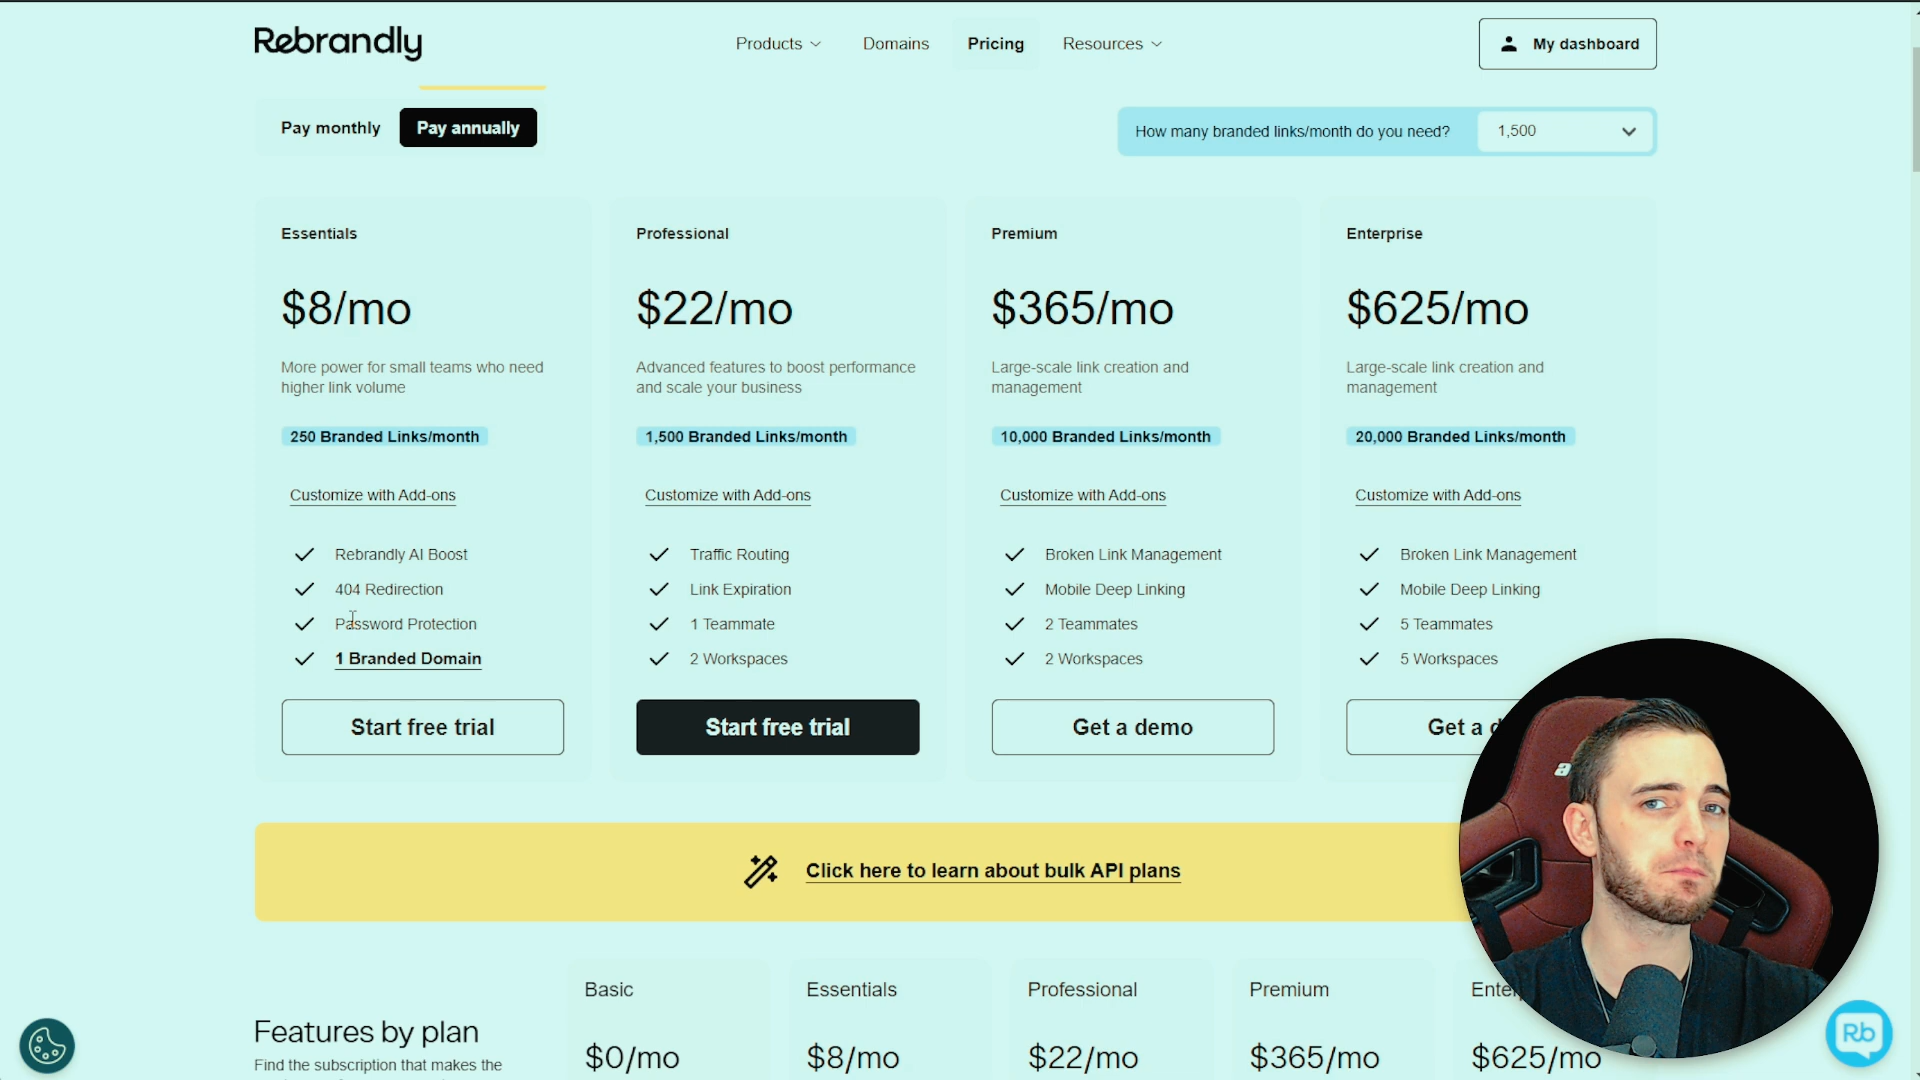 Rebrandly
Products
Domains
Pricing
Resources
My dashboard
Pay monthly
Pay annually
How many branded links/month do you need?
1,500
Essentials
$8/mo
More power for small teams who need
higher link volume
250 Branded Links/month
Customize with Add-ons
Rebrandly AI Boost
404 Redirection
Password Protection
1 Branded Domain
Start free trial
Professional
$22/mo
Advanced features to boost performance
and scale your business
1,500 Branded Links/month
Customize with Add-ons
Traffic Routing
Link Expiration
1 Teammate
2 Workspaces
Start free trial
Premium
$365/mo
Large-scale link creation and
management
10,000 Branded Links/month
Customize with Add-ons
Broken Link Management
Mobile Deep Linking
2 Teammates
2 Workspaces
Get a demo
Enterprise
$625/mo
Large-scale link creation and
management
20,000 Branded Links/month
Customize with Add-ons
Broken Link Management
Mobile Deep Linking
5 Teammates
5 Workspaces
Get a
Click here to learn about bulk API plans
Features by plan
Find the subscription that makes the
Basic
$0/mo
Essentials
$8/mo
Professional
$22/mo
Premium
$365/mo
$625/mo
Rb